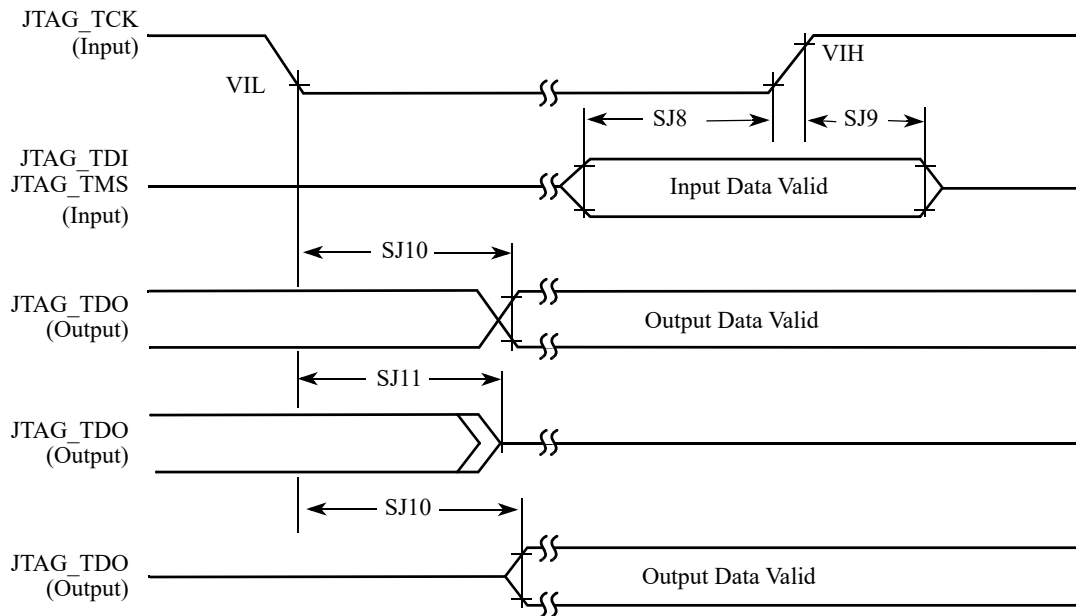 JTAG_TCK
(Input)
VIH
VIL
SJ8
SJ9
JTAG_TDI
JTAG_TMS
(Input)
Input Data Valid
SJ10
JTAG_TDO
(Output)
Output Data Valid
SJ11
JTAG_TDO
(Output)
SJ10
JTAG_TDO
(Output)
Output Data Valid